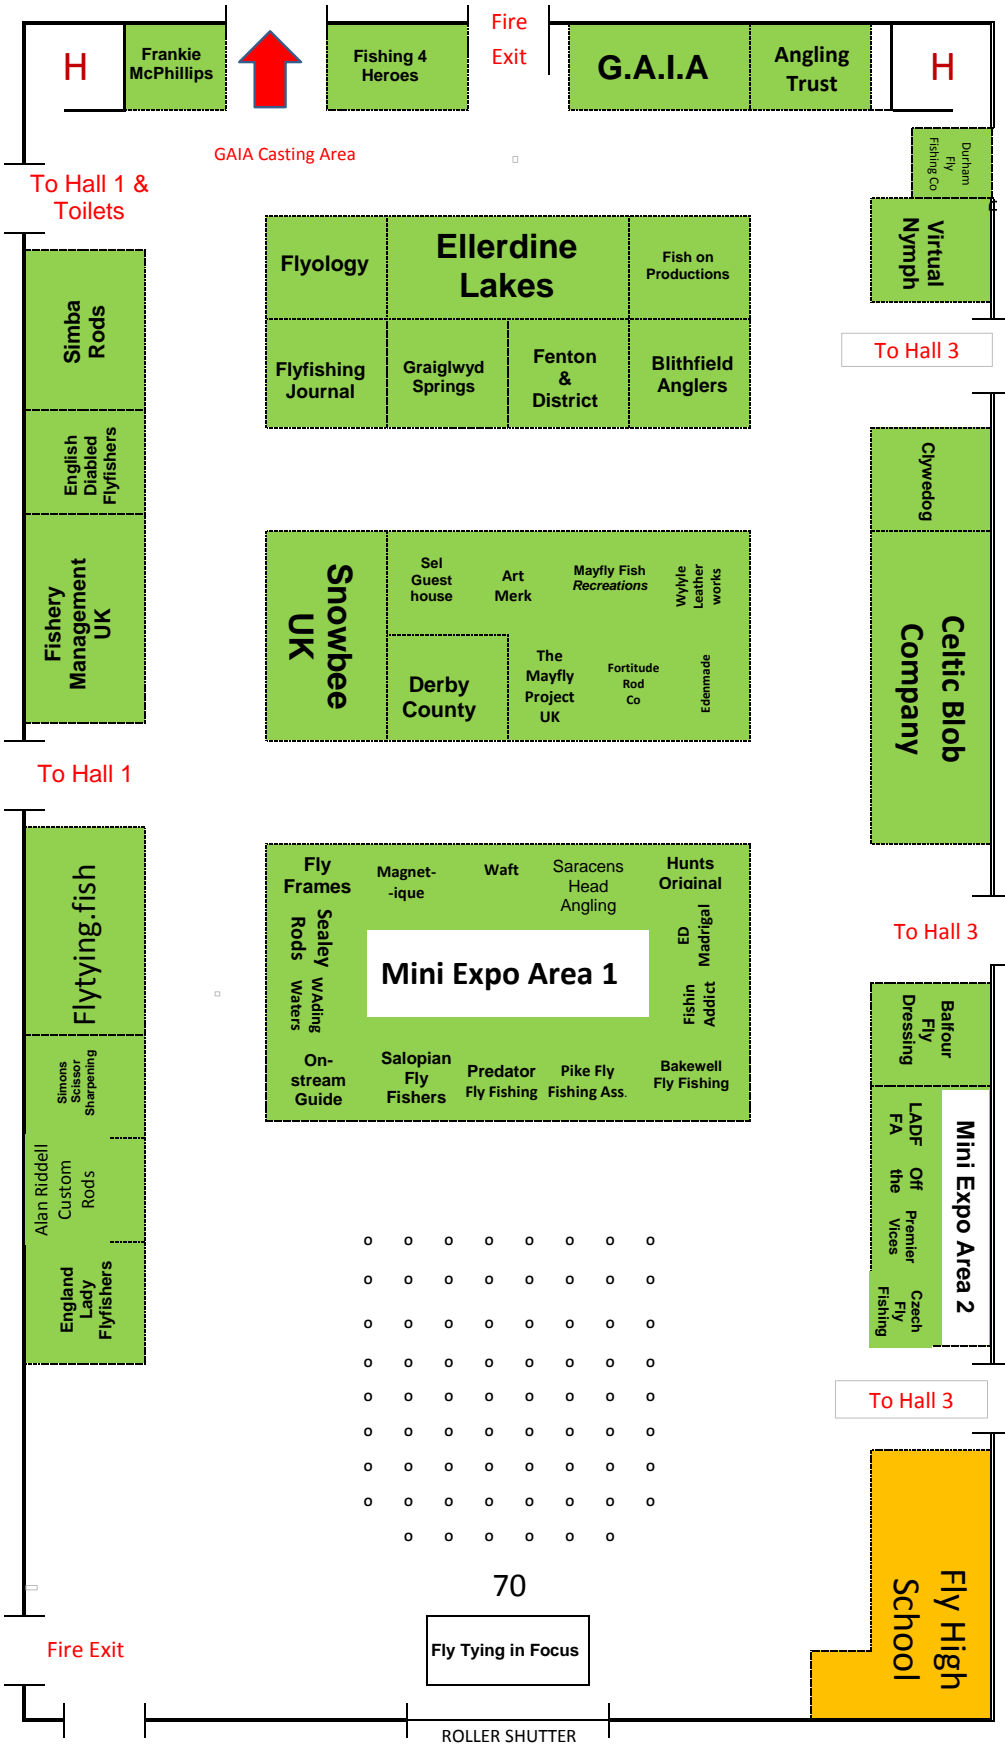 Fire
Exit
H
Frankie
McPhillips
Fishing 4
Heroes
G.A.I.A
Angling
Trust
H
GAIA Casting Area
To Hall 1 &
Toilets
Durham
Fly
Fishing Co
Virtual
Nymph
To Hall 3
Flyology
Ellerdine
Lakes
Fish on
Productions
Flyfishing
Journal
Graiglwyd
Springs
Fenton
&
District
Blithfield
Anglers
Simba
Rods
English
Diabled
Flyfishers
Fishery
Management
UK
To Hall 1
Clywedog
Celtic Blob
Company
Snowbee
UK
Sel
Guest
house
Art
Merk
Mayfly Fish
Recreations
Wylyle
Leather
works
Derby
County
The
Mayfly
Project
UK
Fortitude
Rod
Co
Edenmade
Flytying.fish
Simons
Scissor
Sharpening
Alan Riddell
Custom
Rods
England
Lady
Flyfishers
Fly
Frames
Magnet-
-ique
Waft
Saracens
Head
Angling
Hunts
Original
Sealey
Rods
ED
Madrigal
Mini Expo Area 1
WAding
Waters
Fishin
Addict
On-
stream
Guide
Salopian
Fly
Fishers
Predator
Fly Fishing
Pike Fly
Fishing Ass.
Bakewell
Fly Fishing
To Hall 3
Balfour
Fly
Dressing
LADF
FA
Off
the
Premier
Vices
Czech
Fly
Fishing
Mini Expo Area 2
To Hall 3
o o o o o o o o
o o o o o o o o
o o o o o o o o
o o o o o o o o
o o o o o o o o
o o o o o o o o
o o o o o o o o
o o o o o o o o
o o o o o o
70
Fly Tying in Focus
Fly High
School
Fire Exit
ROLLER SHUTTER